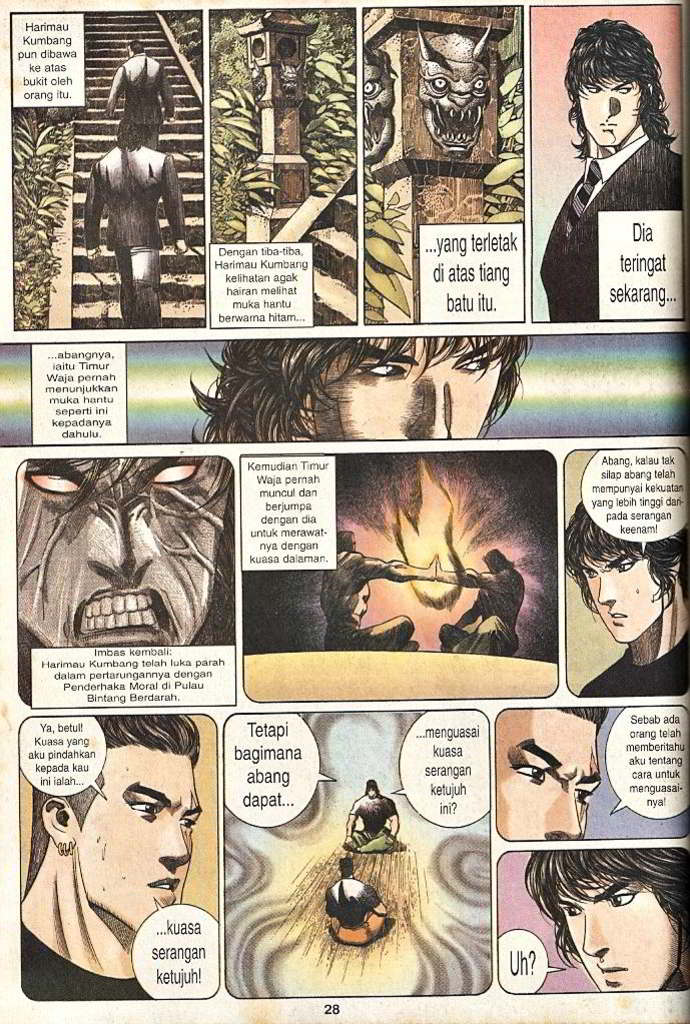 Harimau
Kumbang
pun dibawa
ke atas
bukit oleh
orang itu.
Dengan tiba-tiba,
Harimau Kumbang
kelihatan agak
hairan melihat
muka hantu
berwarna hitam...
...yang terletak
di atas tiang
batu itu.
Dia
teringat
sekarang...
...abangnya,
iaitu Timur
Waja pernah
menunjukkan
muka hantu
seperti ini
kepadanya
dahulu.
Imbas kembali:
Harimau Kumbang telah luka parah
dalam pertarungannya dengan
Penderhaka Moral di Pulau
Bintang Berdarah.
Kemudian Timur
Waja pernah
muncul dan
berjumpa
dengan dia
untuk merawat-
nya dengan
kuasa dalaman.
Abang, kalau tak
silap abang telah
mempunyai kekuatan
yang lebih tinggi dari-
pada serangan
keenam!
Ya, betul!
Kuasa yang
aku pindahkan
kepada kau
ini ialah...
...kuasa
serangan
ketujuh!
Tetapi
bagimana
abang
dapat...
...menguasai
kuasa
serangan
ketujuh
ini?
Sebab ada
orang telah
memberitahu
aku tentang
cara untuk
menguasai-
nya!
Uh?
28